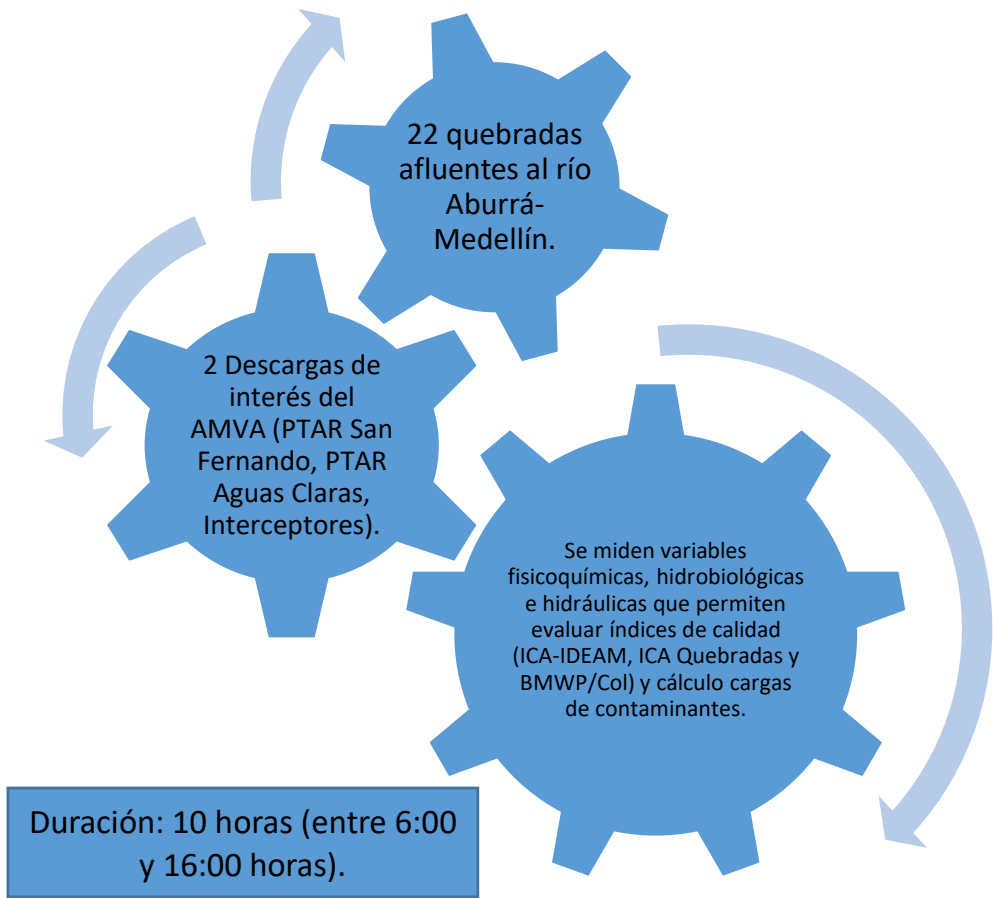 22 quebradas
afluentes al río
Aburrá-
Medellín.
2 Descargas de
interés del
AMVA (PTAR San
Fernando, PTAR
Aguas Claras,
Interceptores).
Se miden variables
fisicoquímicas, hidrobiológicas
e hidráulicas que permiten
evaluar índices de calidad
(ICA-IDEAM, ICA Quebradas y
BMWP/Col) y cálculo cargas
de contaminantes.
Duración: 10 horas (entre 6:00
y 16:00 horas).